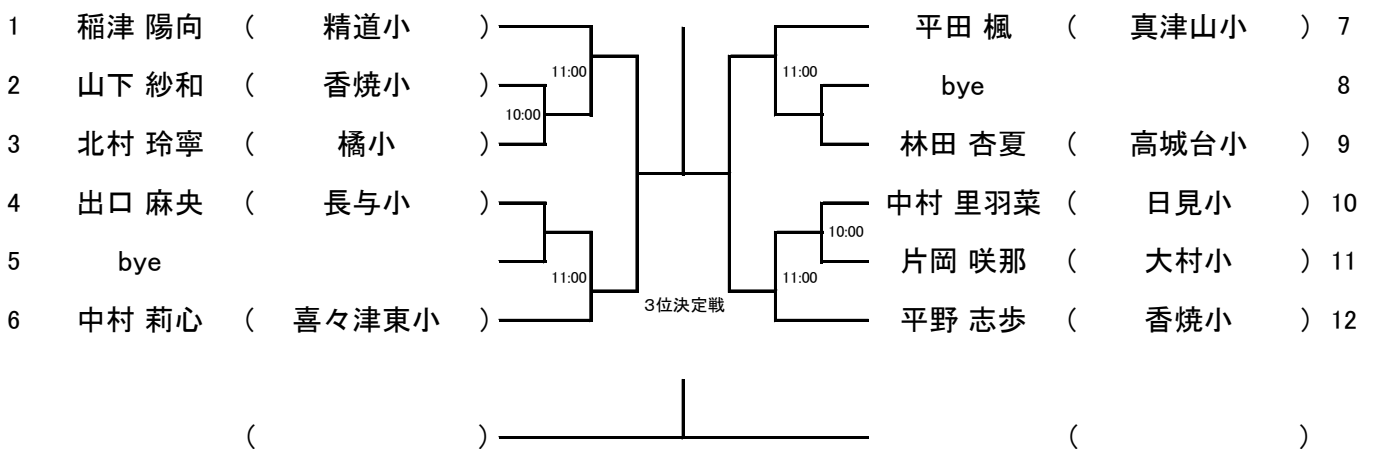 1 稲津 陽向 ( 精道小 ) 平田 楓 ( 真津山小 ) 7
11:00 11:00
2 山下 紗和 ( 香焼小 ) bye 8
10:00
3 北村 玲寧 ( 橘小 ) 林田 杏夏 ( 高城台小 ) 9
4 出口 麻央 ( 長与小 ) 中村 里羽菜 ( 日見小 ) 10
10:00
5 bye 片岡 咲那 ( 大村小 ) 11
11:00 11:00
3位決定戦
6 中村 莉心 ( 喜々津東小 ) 平野 志歩 ( 香焼小 ) 12
( ) ( )